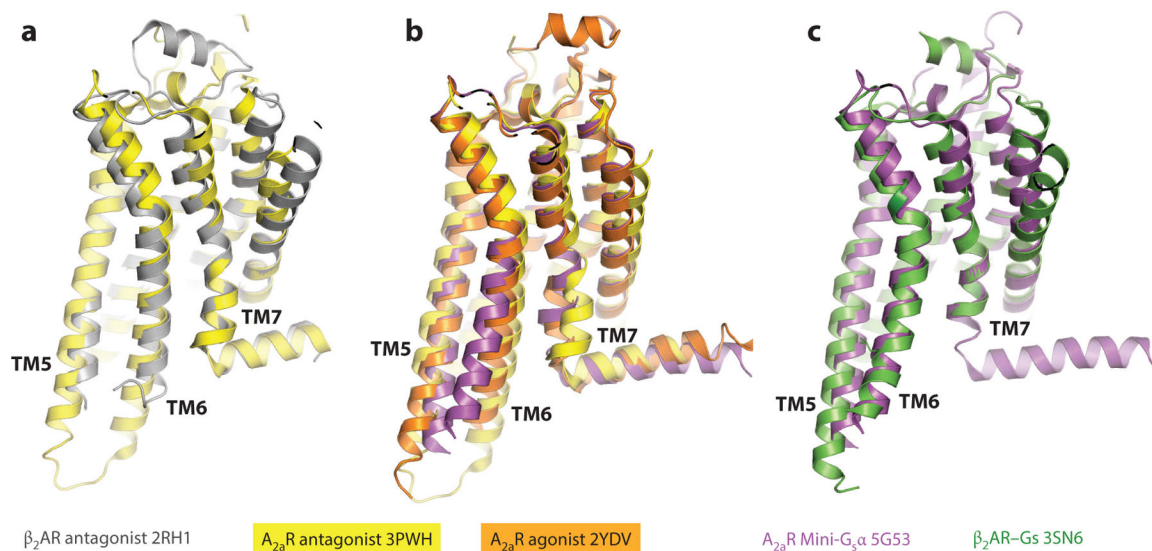 a
b
c
TM5
TM6
TM7
TM5
TM6
TM7
TM5
TM6
TM7
β₂AR antagonist 2RH1
A₂ₐR antagonist 3PWH
A₂ₐR agonist 2YDV
A₂ₐR Mini-Gₛα 5G53
β₂AR–Gs 3SN6